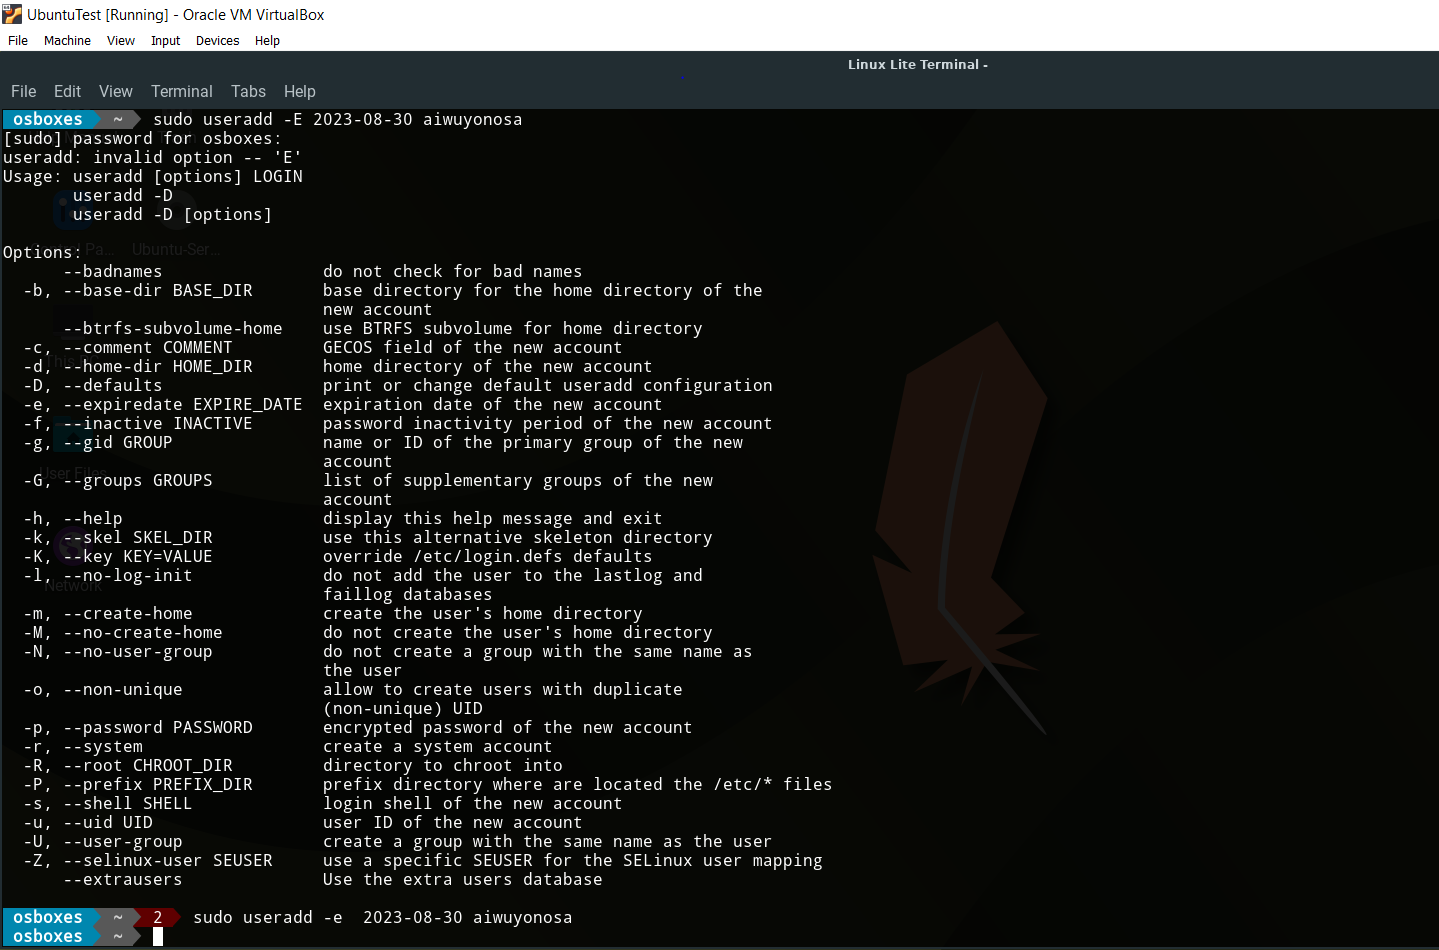 UbuntuTest [Running] - Oracle VM VirtualBox
File Machine View Input Devices Help
Linux Lite Terminal -
File Edit View Terminal Tabs Help
osboxes ~ sudo useradd -E 2023-08-30 aiwuyonosa
[sudo] password for osboxes:
useradd: invalid option -- 'E'
Usage: useradd [options] LOGIN
useradd -D
useradd -D [options]
Control Pa... Ubuntu-Ser...
Options:
--badnames do not check for bad names
-b, --base-dir BASE_DIR base directory for the home directory of the
new account
--btrfs-subvolume-home use BTRFS subvolume for home directory
-c, --comment COMMENT GECOS field of the new account
-d, --home-dir HOME_DIR home directory of the new account
-D, --defaults print or change default useradd configuration
-e, --expiredate EXPIRE_DATE expiration date of the new account
-f, --inactive INACTIVE password inactivity period of the new account
-g, --gid GROUP name or ID of the primary group of the new
account
User Files
-G, --groups GROUPS list of supplementary groups of the new
account
-h, --help display this help message and exit
-k, --skel SKEL_DIR use this alternative skeleton directory
-K, --key KEY=VALUE override /etc/login.defs defaults
-l, --no-log-init do not add the user to the lastlog and
Network
faillog databases
-m, --create-home create the user's home directory
-M, --no-create-home do not create the user's home directory
-N, --no-user-group do not create a group with the same name as
the user
-o, --non-unique allow to create users with duplicate
(non-unique) UID
-p, --password PASSWORD encrypted password of the new account
-r, --system create a system account
-R, --root CHROOT_DIR directory to chroot into
-P, --prefix PREFIX_DIR prefix directory where are located the /etc/* files
-s, --shell SHELL login shell of the new account
-u, --uid UID user ID of the new account
-U, --user-group create a group with the same name as the user
-Z, --selinux-user SEUSER use a specific SEUSER for the SELinux user mapping
--extrausers Use the extra users database
osboxes ~ 2 sudo useradd -e  2023-08-30 aiwuyonosa
osboxes ~